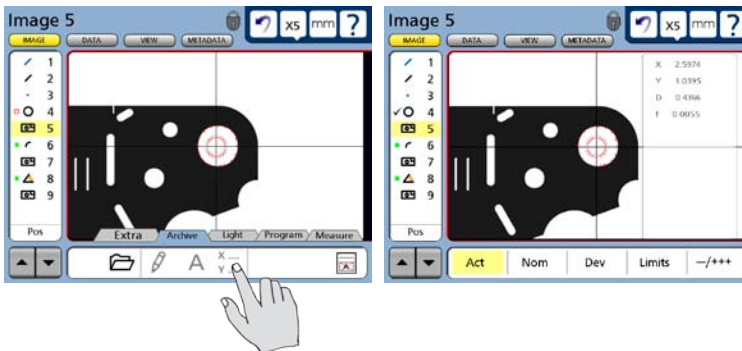 Image 5
x5 mm ?
IMAGE DATA VIEW METADATA
1
2
3
4
5
6
7
8
9
Pos
Extra Archive Light Program Measure
A X
Y
A
Image 5
x5 mm ?
IMAGE DATA VIEW METADATA
X 2.5974
Y 1.0395
D 0.4366
f 0.0055
1
2
3
4
5
6
7
8
9
Pos
Act Nom Dev Limits −/+++